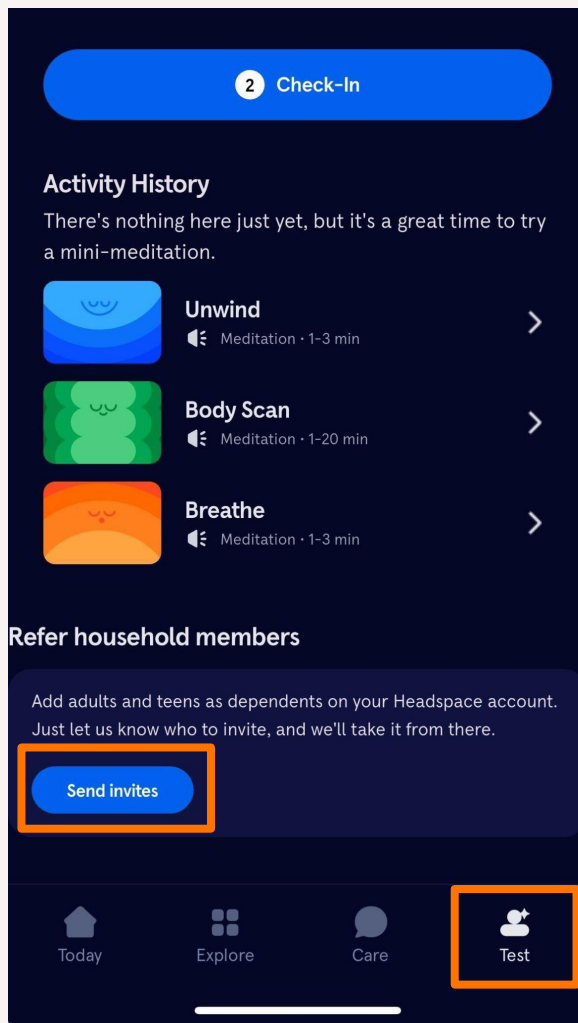 2 Check-In
Activity History
There's nothing here just yet, but it's a great time to try
a mini-meditation.
Unwind
Meditation · 1-3 min
Body Scan
Meditation · 1-20 min
Breathe
Meditation · 1-3 min
Refer household members
Add adults and teens as dependents on your Headspace account.
Just let us know who to invite, and we'll take it from there.
Send invites
Today Explore Care Test